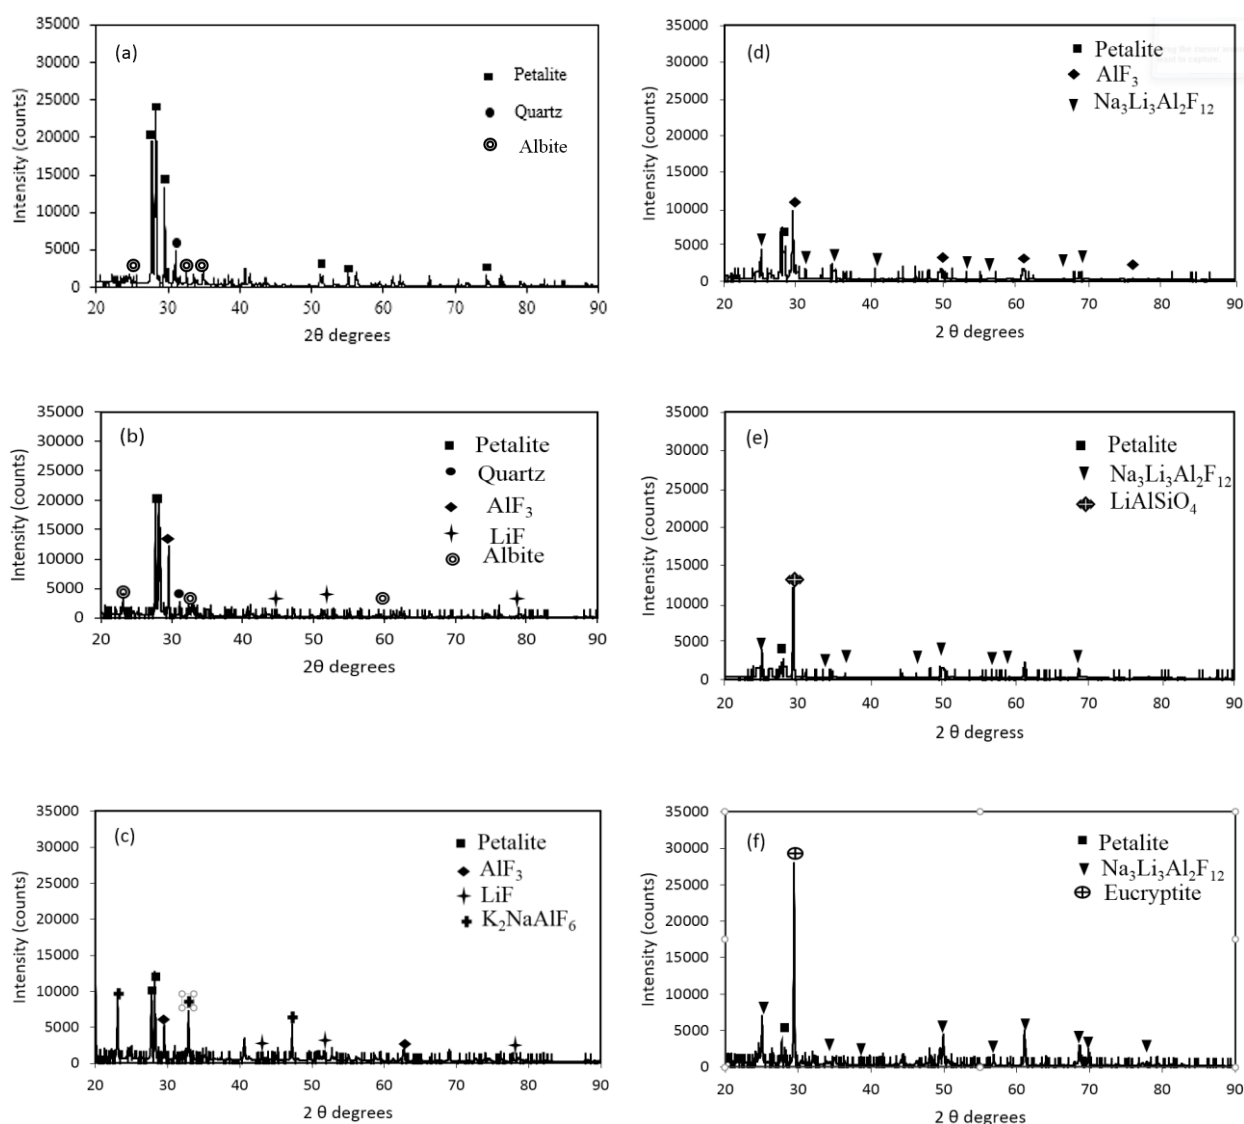 35000
30000
25000
20000
15000
10000
5000
0
Intensity (counts)
(a)
Petalite
Quartz
Albite
20 30 40 50 60 70 80 90
2θ degrees
35000
30000
25000
20000
15000
10000
5000
0
Intensity (counts)
(d)
Petalite
AlF3
Na3Li3Al2F12
20 30 40 50 60 70 80 90
2 θ degrees
35000
30000
25000
20000
15000
10000
5000
0
Intensity (counts)
(b)
Petalite
Quartz
AlF3
LiF
Albite
20 30 40 50 60 70 80 90
2θ degrees
35000
30000
25000
20000
15000
10000
5000
0
Intensity (counts)
(e)
Petalite
Na3Li3Al2F12
LiAlSiO4
20 30 40 50 60 70 80 90
2 θ degress
35000
30000
25000
20000
15000
10000
5000
0
Intensity (counts)
(c)
Petalite
AlF3
LiF
K2NaAlF6
20 30 40 50 60 70 80 90
2 θ degrees
35000
30000
25000
20000
15000
10000
5000
0
Intensity (counts)
(f)
Petalite
Na3Li3Al2F12
Eucryptite
20 30 40 50 60 70 80 90
2 θ degrees